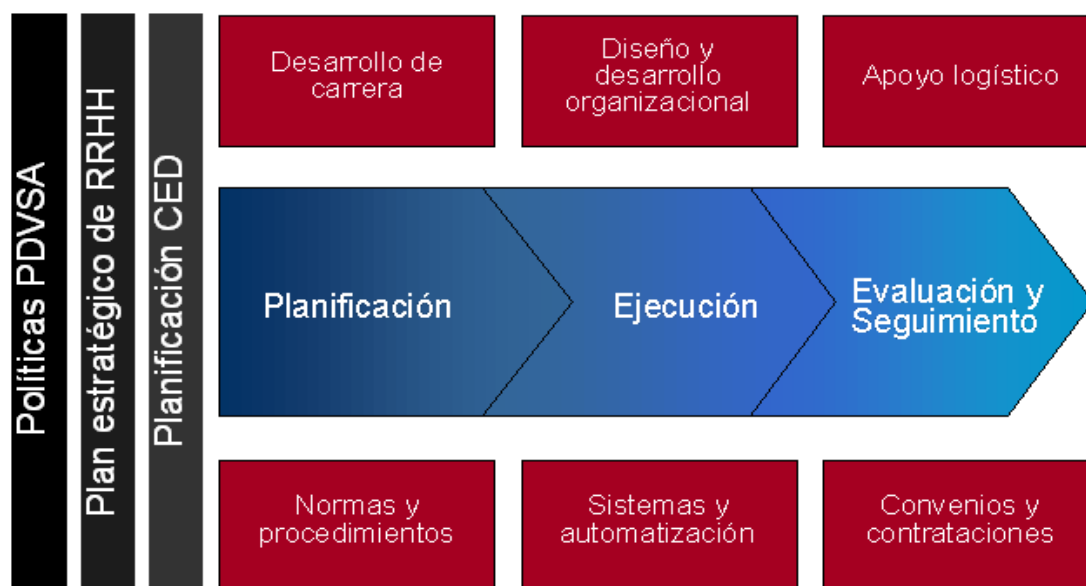 Políticas PDVSA
Plan estratégico de RRHH
Planificación CED
Desarrollo de
carrera
Diseño y
desarrollo
organizacional
Apoyo logístico
Planificación
Ejecución
Evaluación y
Seguimiento
Normas y
procedimientos
Sistemas y
automatización
Convenios y
contrataciones